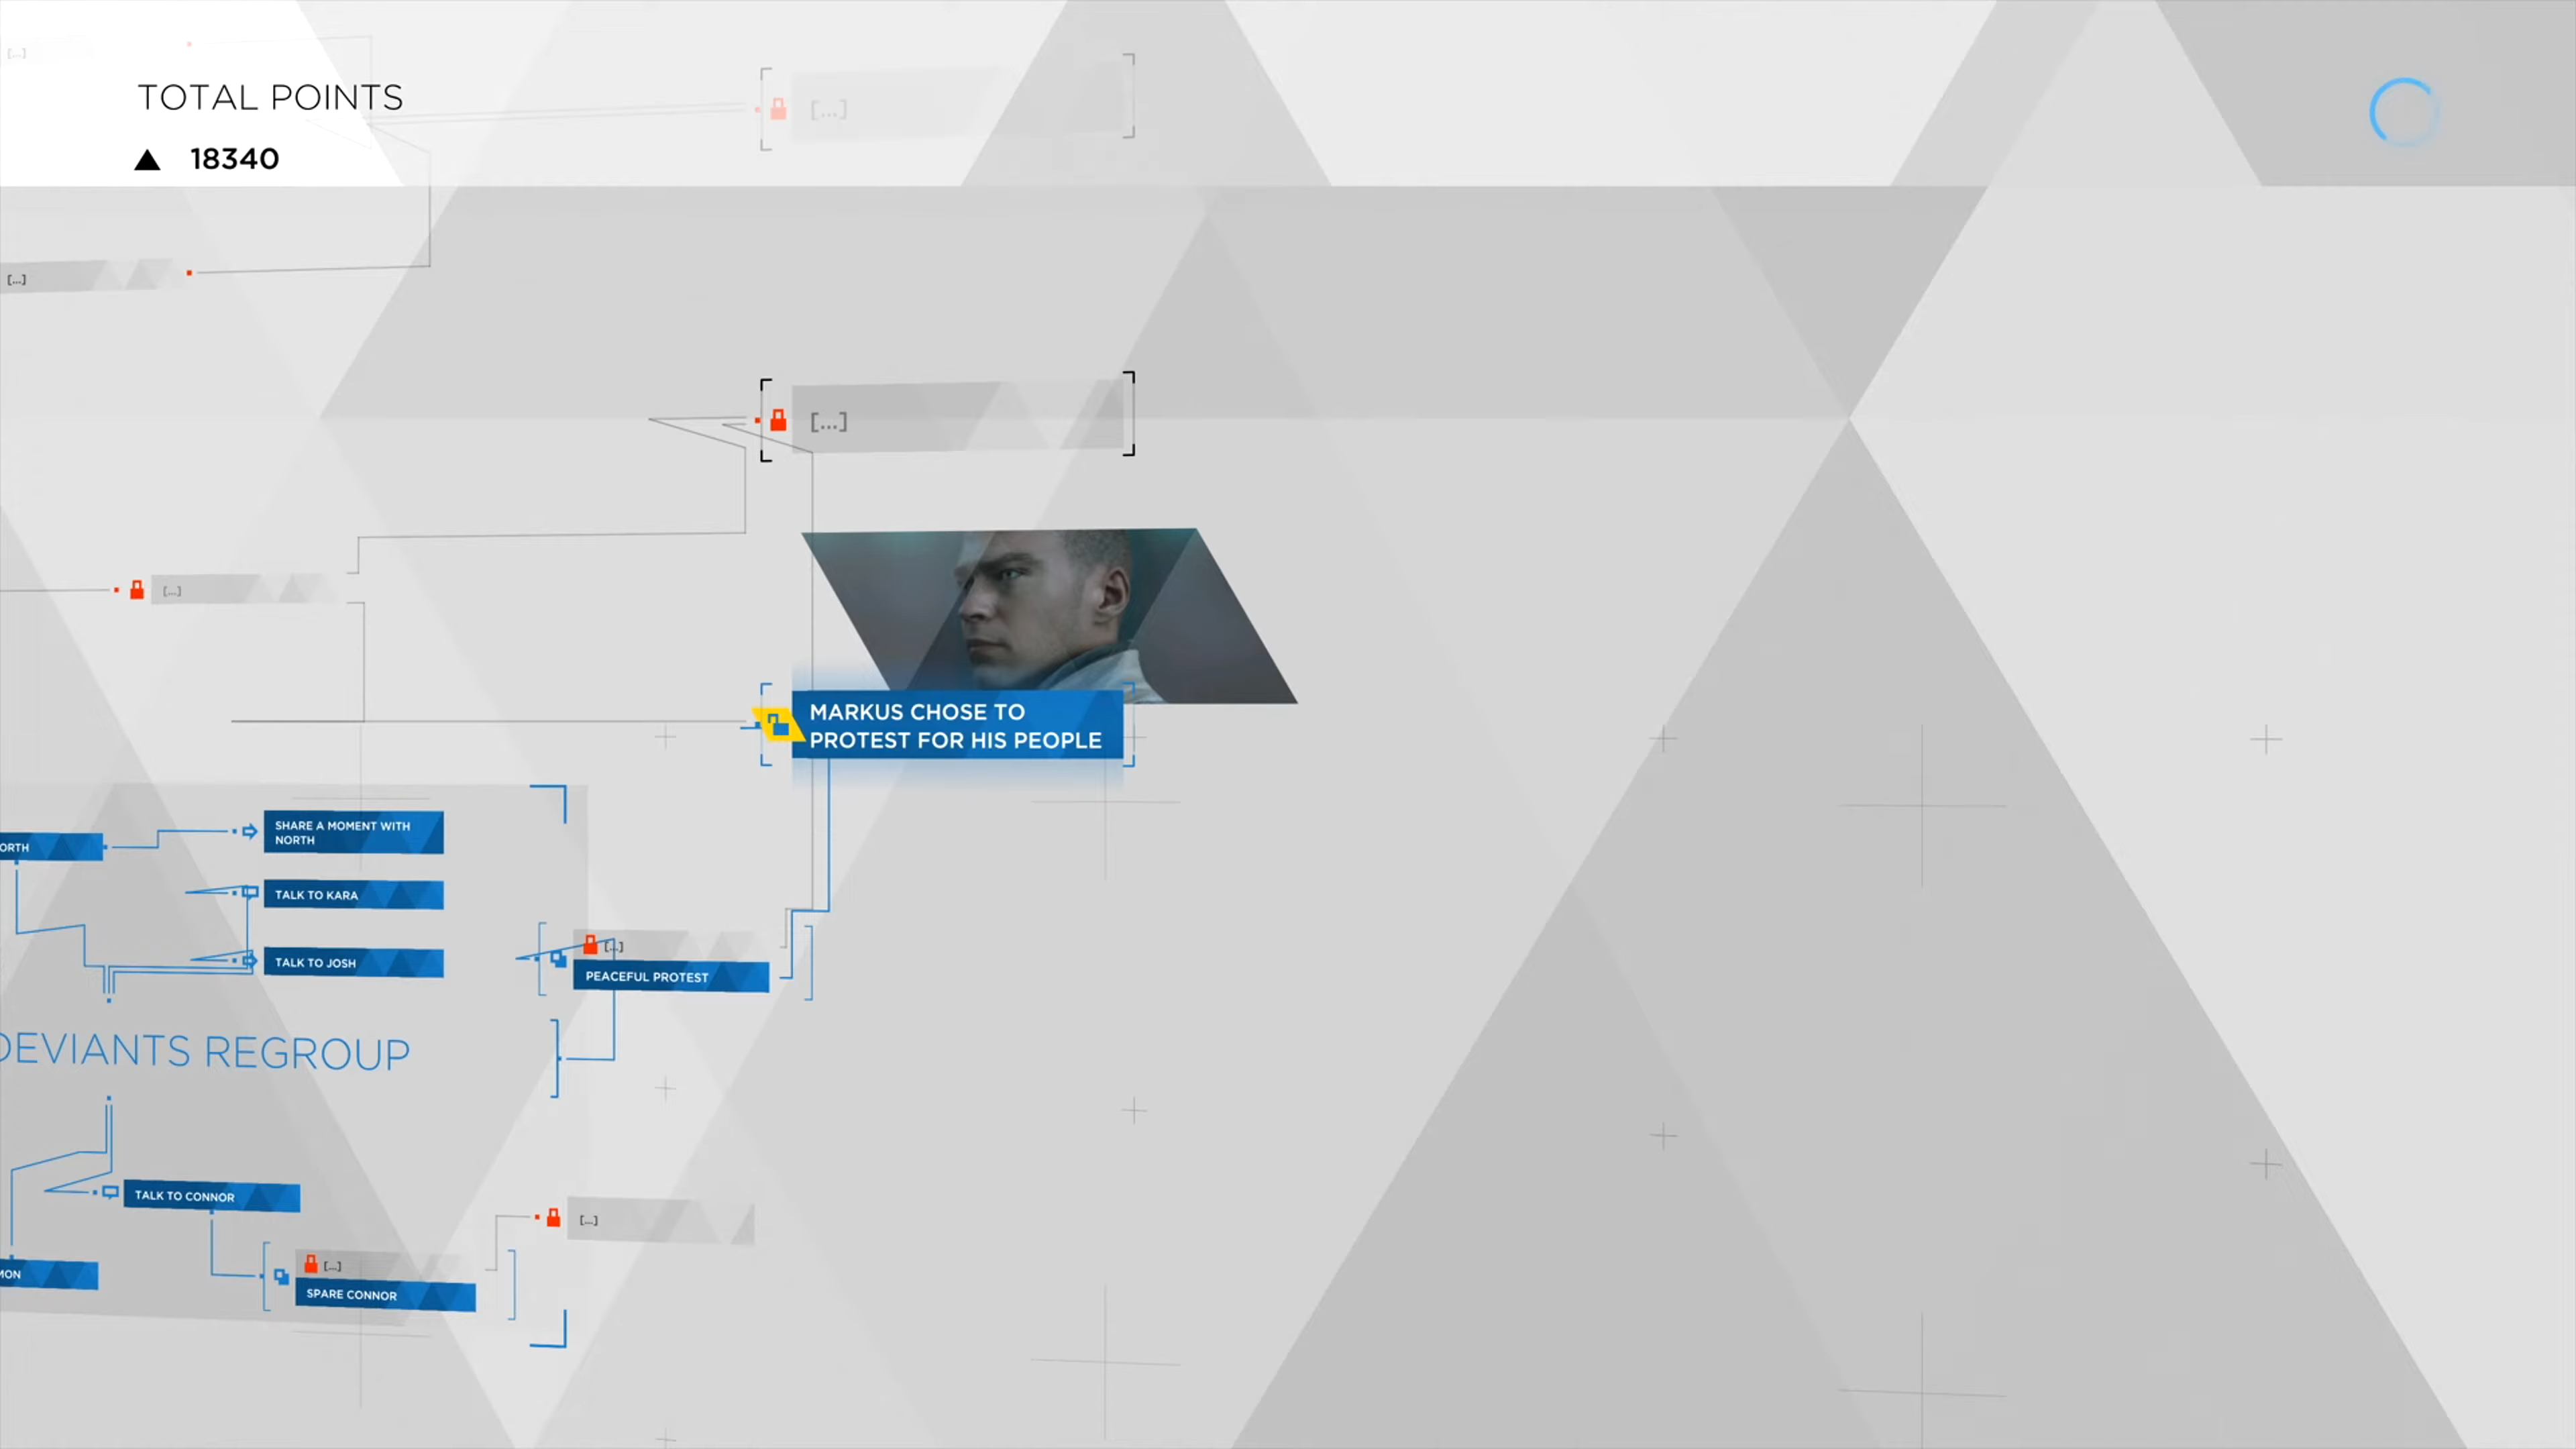 [...]
TOTAL POINTS
18340
[...]
[...]
[...]
[...]
MARKUS CHOSE TO
PROTEST FOR HIS PEOPLE
ORTH
SHARE A MOMENT WITH
NORTH
TALK TO KARA
TALK TO JOSH
[...]
PEACEFUL PROTEST
DEVIANTS REGROUP
TALK TO CONNOR
[...]
MON
[...]
SPARE CONNOR